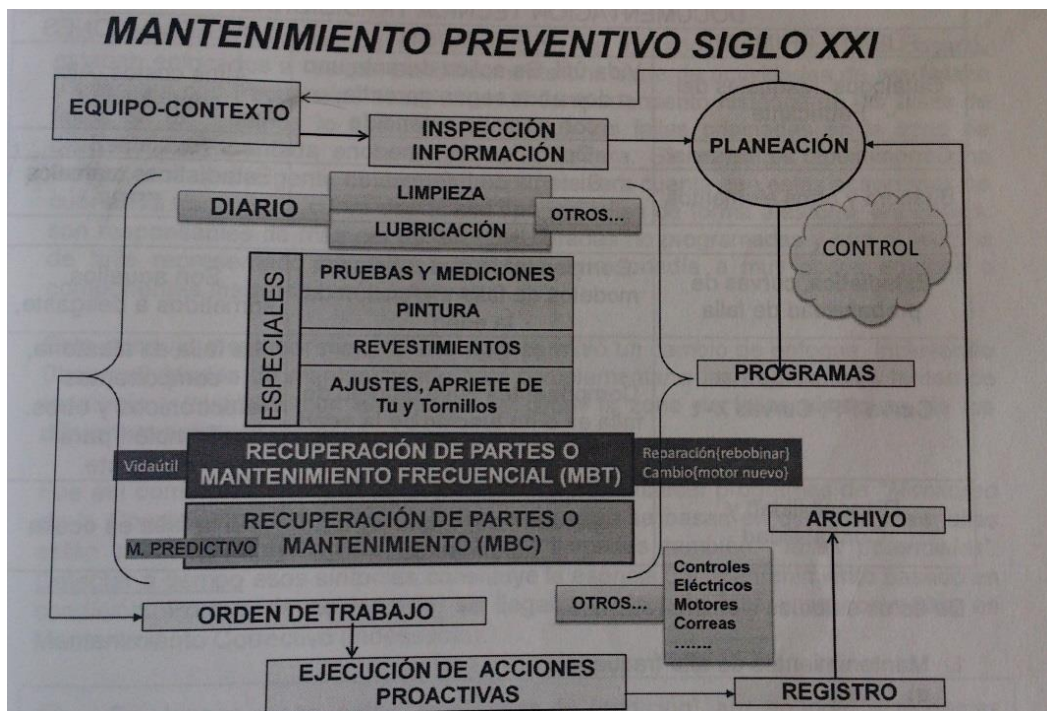 MANTENIMIENTO PREVENTIVO SIGLO XXI
EQUIPO-CONTEXTO
INSPECCIÓN
INFORMACIÓN
PLANEACIÓN
DIARIO
LIMPIEZA
LUBRICACIÓN
OTROS...
CONTROL
ESPECIALES
PRUEBAS Y MEDICIONES
PINTURA
REVESTIMIENTOS
AJUSTES, APRIETE DE
Tu y Tornillos
PROGRAMAS
Vidaútil
RECUPERACIÓN DE PARTES O
MANTENIMIENTO FRECUENCIAL (MBT)
Reparación{rebobinar}
Cambio{motor nuevo}
RECUPERACIÓN DE PARTES O
MANTENIMIENTO (MBC)
M. PREDICTIVO
ARCHIVO
OTROS...
Controles
Eléctricos
Motores
Correas
.......
ORDEN DE TRABAJO
EJECUCIÓN DE ACCIONES
PROACTIVAS
REGISTRO